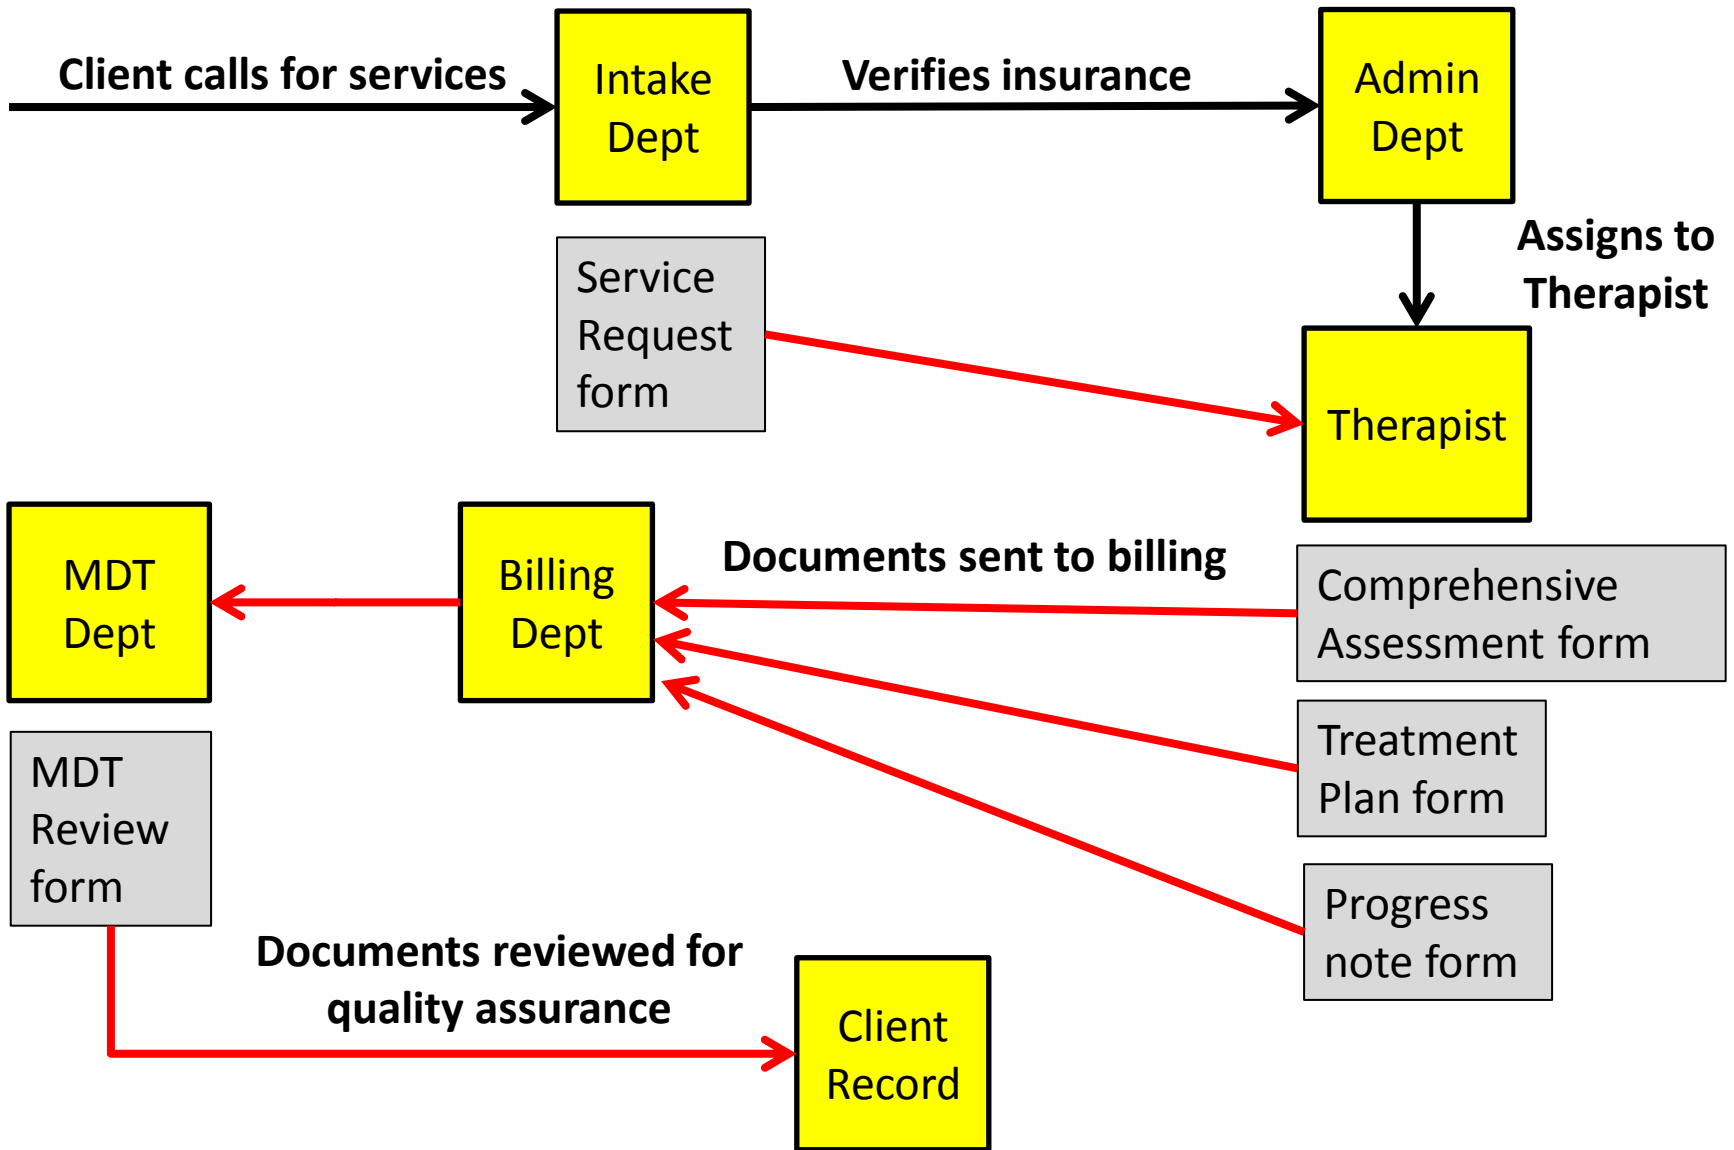 Client calls for services
Intake
Dept
Verifies insurance
Admin
Dept
Assigns to
Therapist
Service
Request
form
Therapist
MDT
Dept
Billing
Dept
Documents sent to billing
Comprehensive
Assessment form
Treatment
Plan form
MDT
Review
form
Progress
note form
Documents reviewed for
quality assurance
Client
Record